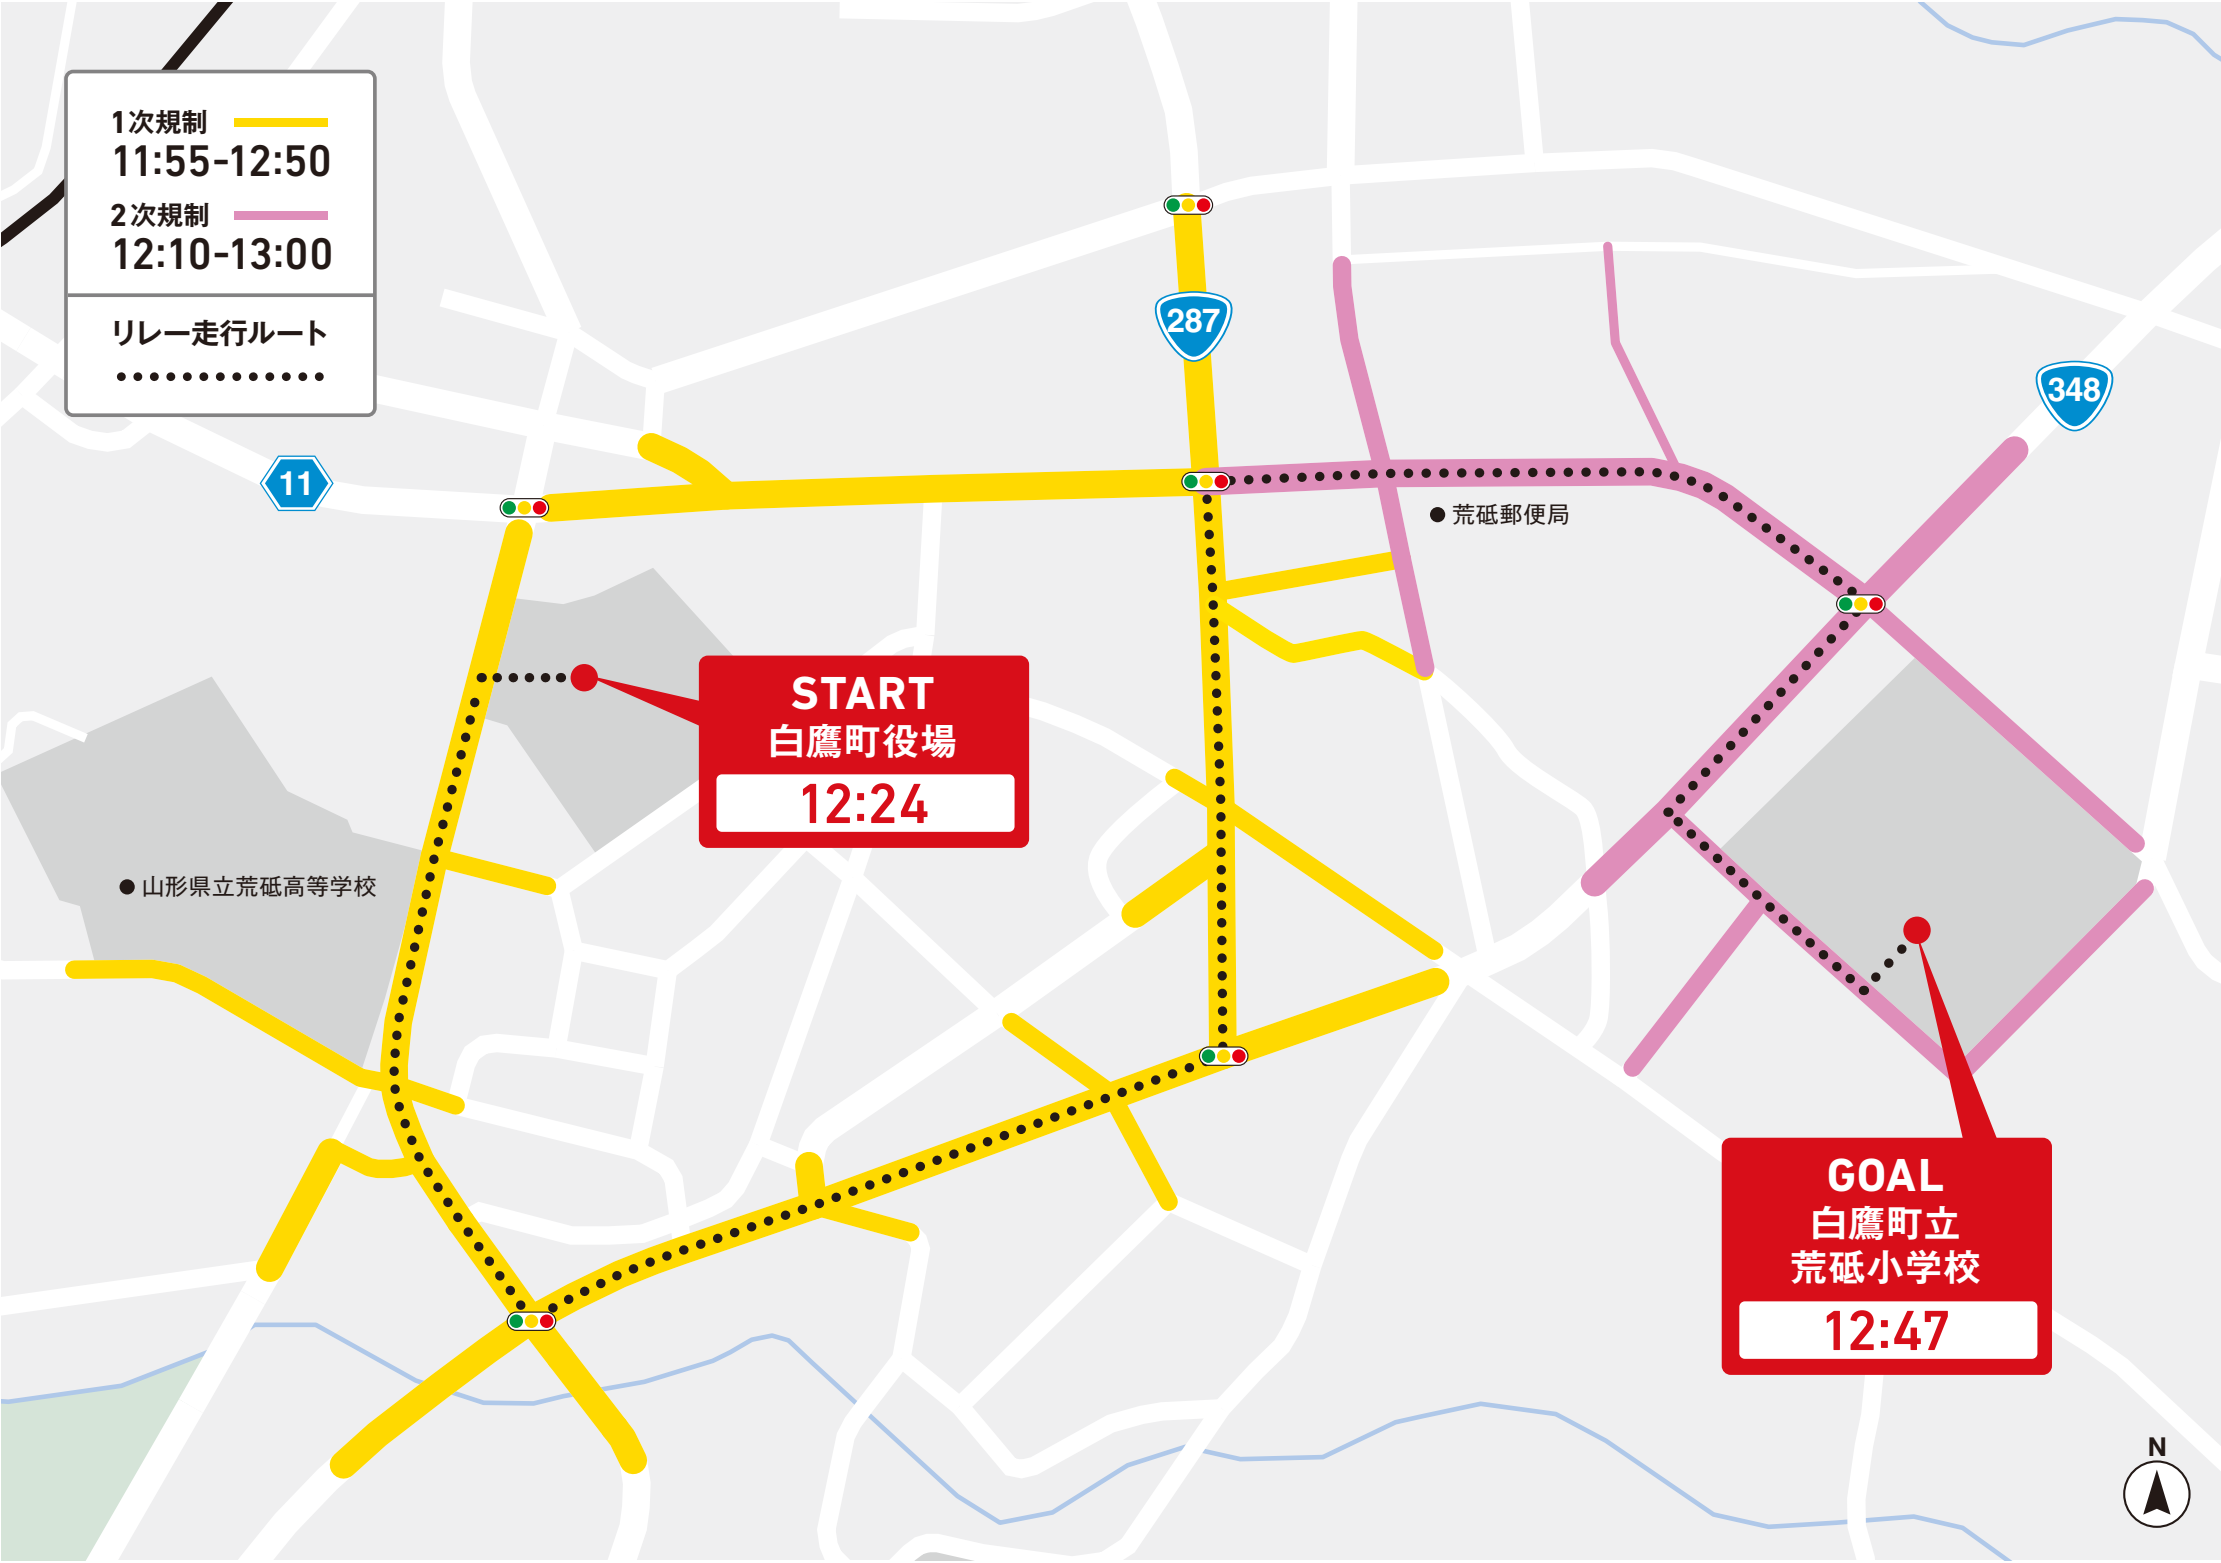 1次規制
11:55-12:50
2次規制
12:10-13:00
リレー走行ルート
287
348
11
荒砥郵便局
START
白鷹町役場
12:24
山形県立荒砥高等学校
GOAL
白鷹町立
荒砥小学校
12:47
N